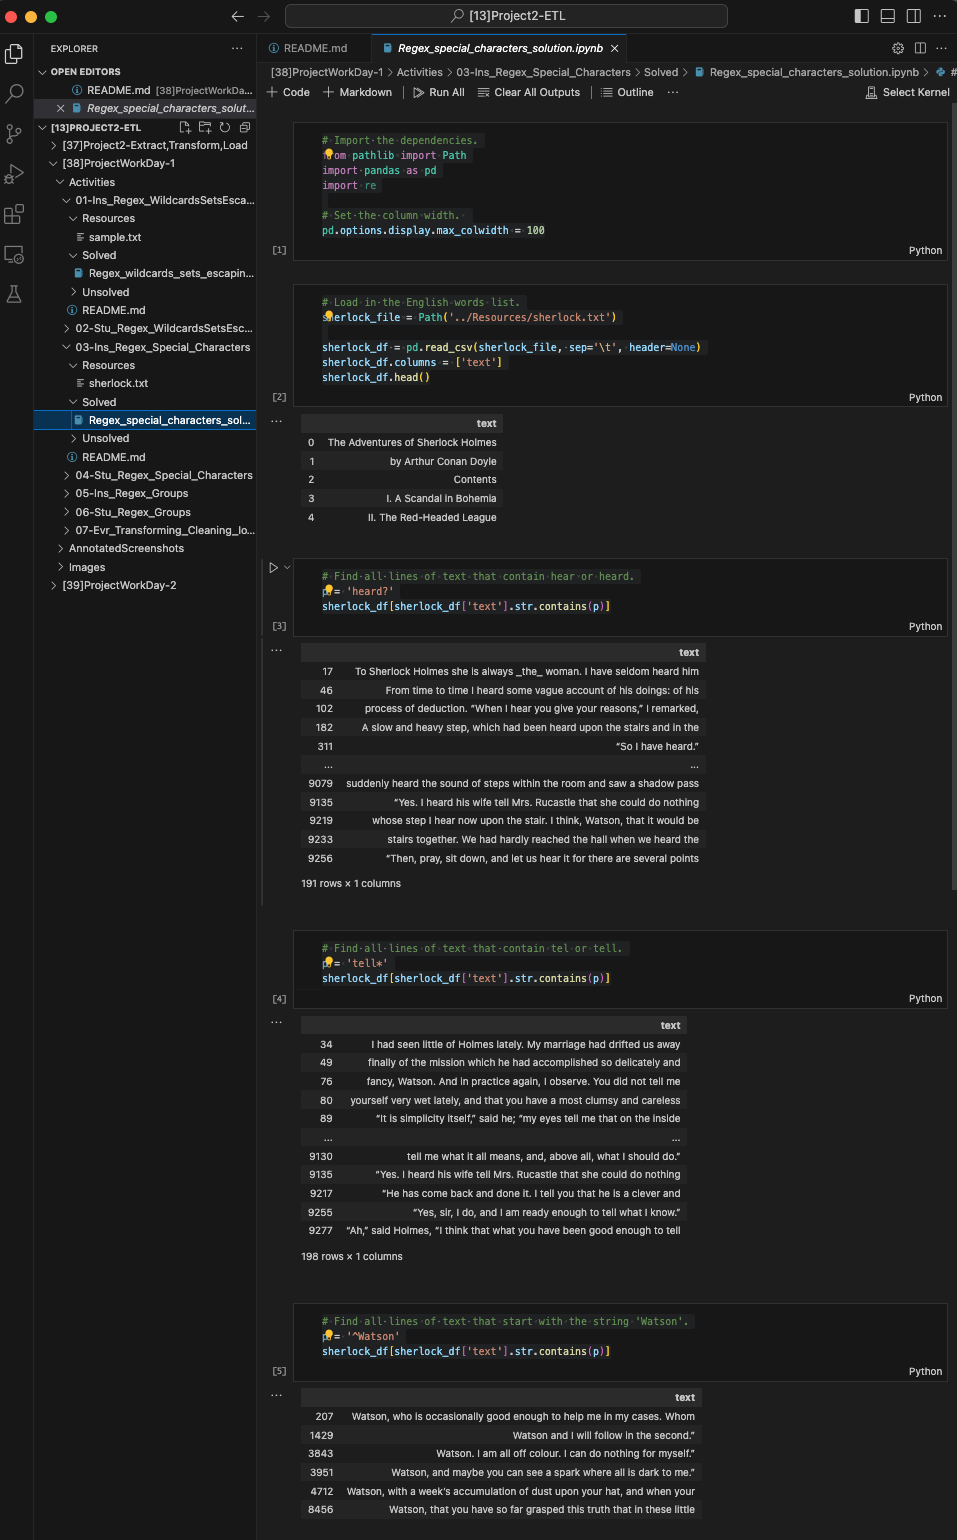 [13]Project2-ETL
EXPLORER
OPEN EDITORS
README.md [38]ProjectWorkDa...
Regex_special_characters_solut...
[13]PROJECT2-ETL
[37]Project2-Extract,Transform,Load
[38]ProjectWorkDay-1
Activities
01-Ins_Regex_WildcardsSetsEsca...
Resources
sample.txt
Solved
Regex_wildcards_sets_escapin...
Unsolved
README.md
02-Stu_Regex_WildcardsSetsEsc...
03-Ins_Regex_Special_Characters
Resources
sherlock.txt
Solved
Regex_special_characters_sol...
Unsolved
README.md
04-Stu_Regex_Special_Characters
05-Ins_Regex_Groups
06-Stu_Regex_Groups
07-Evr_Transforming_Cleaning_lo...
AnnotatedScreenshots
Images
[39]ProjectWorkDay-2
README.md
Regex_special_characters_solution.ipynb
[38]ProjectWorkDay-1 > Activities > 03-Ins_Regex_Special_Characters > Solved > Regex_special_characters_solution.ipynb > #
+ Code + Markdown | Run All Clear All Outputs | Outline ... Select Kernel
# Import the dependencies.
from pathlib import Path
import pandas as pd
import re
# Set the column width.
pd.options.display.max_colwidth = 100
[1] Python
# Load in the English words list.
sherlock_file = Path('../Resources/sherlock.txt')
sherlock_df = pd.read_csv(sherlock_file, sep='\t', header=None)
sherlock_df.columns = ['text']
sherlock_df.head()
[2] Python
text
0 The Adventures of Sherlock Holmes
1 by Arthur Conan Doyle
2 Contents
3 I. A Scandal in Bohemia
4 II. The Red-Headed League
# Find all lines of text that contain hear or heard.
p = 'heard?'
sherlock_df[sherlock_df['text'].str.contains(p)]
[3] Python
text
17 To Sherlock Holmes she is always _the_ woman. I have seldom heard him
46 From time to time I heard some vague account of his doings: of his
102 process of deduction. “When I hear you give your reasons,” I remarked,
182 A slow and heavy step, which had been heard upon the stairs and in the
311 “So I have heard.”
... ...
9079 suddenly heard the sound of steps within the room and saw a shadow pass
9135 “Yes. I heard his wife tell Mrs. Rucastle that she could do nothing
9219 whose step I hear now upon the stair. I think, Watson, that it would be
9233 stairs together. We had hardly reached the hall when we heard the
9256 “Then, pray, sit down, and let us hear it for there are several points
191 rows × 1 columns
# Find all lines of text that contain tel or tell.
p = 'tell*'
sherlock_df[sherlock_df['text'].str.contains(p)]
[4] Python
text
34 I had seen little of Holmes lately. My marriage had drifted us away
49 finally of the mission which he had accomplished so delicately and
76 fancy, Watson. And in practice again, I observe. You did not tell me
80 yourself very wet lately, and that you have a most clumsy and careless
89 “It is simplicity itself,” said he; “my eyes tell me that on the inside
... ...
9130 tell me what it all means, and, above all, what I should do.”
9135 “Yes. I heard his wife tell Mrs. Rucastle that she could do nothing
9217 “He has come back and done it. I tell you that he is a clever and
9255 “Yes, sir, I do, and I am ready enough to tell what I know.”
9277 “Ah,” said Holmes, “I think that what you have been good enough to tell
198 rows × 1 columns
# Find all lines of text that start with the string 'Watson'.
p = '^Watson'
sherlock_df[sherlock_df['text'].str.contains(p)]
[5] Python
text
207 Watson, who is occasionally good enough to help me in my cases. Whom
1429 Watson and I will follow in the second.”
3843 Watson. I am all off colour. I can do nothing for myself.”
3951 Watson, and maybe you can see a spark where all is dark to me.”
4712 Watson, with a week’s accumulation of dust upon your hat, and when your
8456 Watson, that you have so far grasped this truth that in these little